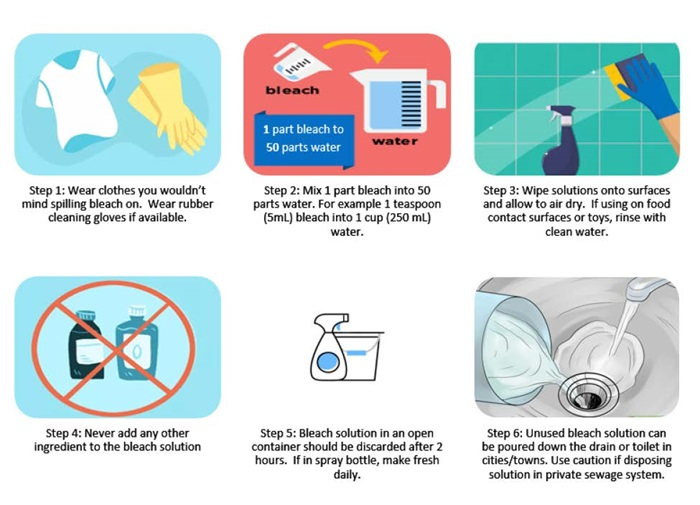 bleach
1 part bleach to
50 parts water
water
Step 1: Wear clothes you wouldn't
mind spilling bleach on. Wear rubber
cleaning gloves if available.
Step 2: Mix 1 part bleach into 50
parts water. For example 1 teaspoon
(5mL) bleach into 1 cup (250 mL)
water.
Step 3: Wipe solutions onto surfaces
and allow to air dry. If using on food
contact surfaces or toys, rinse with
clean water.
Step 4: Never add any other
ingredient to the bleach solution
Step 5: Bleach solution in an open
container should be discarded after 2
hours. If in spray bottle, make fresh
daily.
Step 6: Unused bleach solution can
be poured down the drain or toilet in
cities/towns. Use caution if disposing
solution in private sewage system.